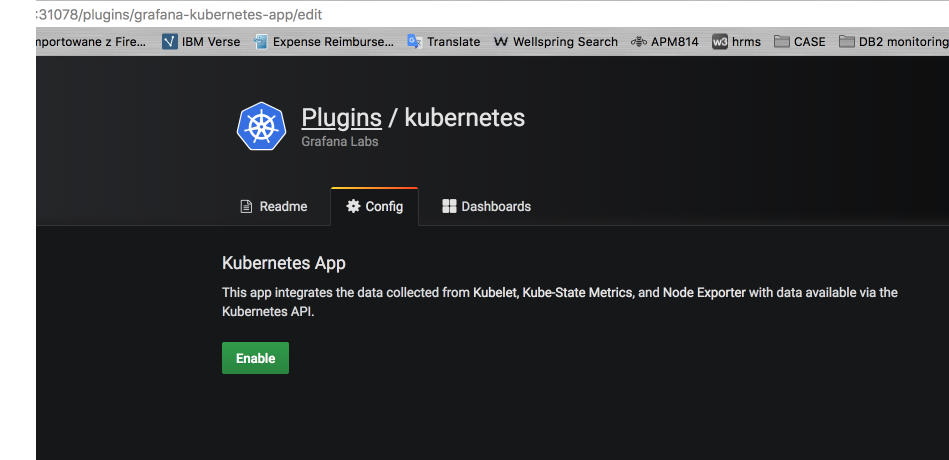 :31078/plugins/grafana-kubernetes-app/edit
mportowane z Fire... IBM Verse Expense Reimburse... Translate W Wellspring Search APM814 w3 hrms CASE DB2 monitoring
Plugins / kubernetes
Grafana Labs
Readme Config Dashboards
Kubernetes App
This app integrates the data collected from Kubelet, Kube-State Metrics, and Node Exporter with data available via the
Kubernetes API.
Enable